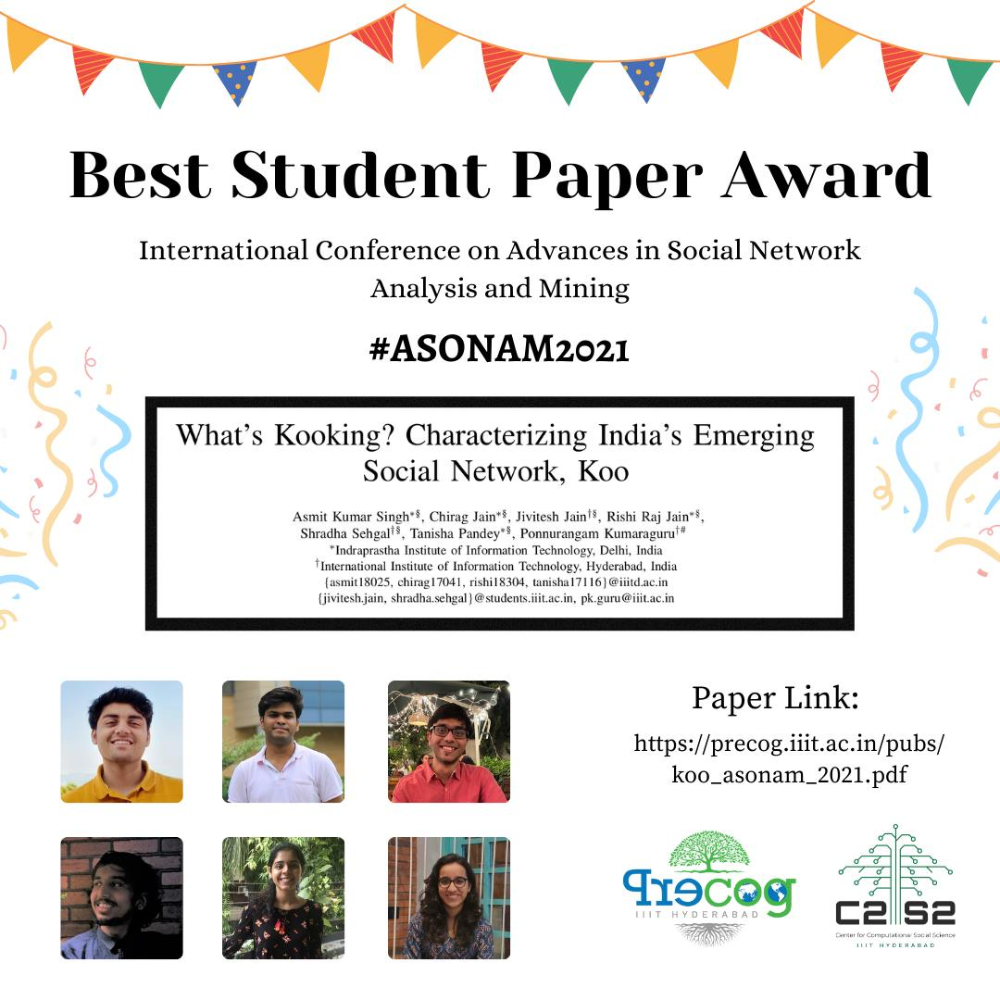 Best Student Paper Award
International Conference on Advances in Social Network
Analysis and Mining
#ASONAM2021
What's Kooking? Characterizing India's Emerging
Social Network, Koo
Asmit Kumar Singh*§, Chirag Jain*§, Jivitesh Jain†§, Rishi Raj Jain*§,
Shradha Sehgal†§, Tanisha Pandey*§, Ponnurangam Kumaraguru†#
*Indraprastha Institute of Information Technology, Delhi, India
†International Institute of Information Technology, Hyderabad, India
{asmit18025, chirag17041, rishi18304, tanisha17116}@iiitd.ac.in
{jivitesh.jain, shradha.sehgal}@students.iiit.ac.in, pk.guru@iiit.ac.in
Paper Link:
https://precog.iiit.ac.in/pubs/
koo_asonam_2021.pdf
precog
IIIT HYDERABAD
C2S2
Center for Computational Social Science
IIIT HYDERABAD